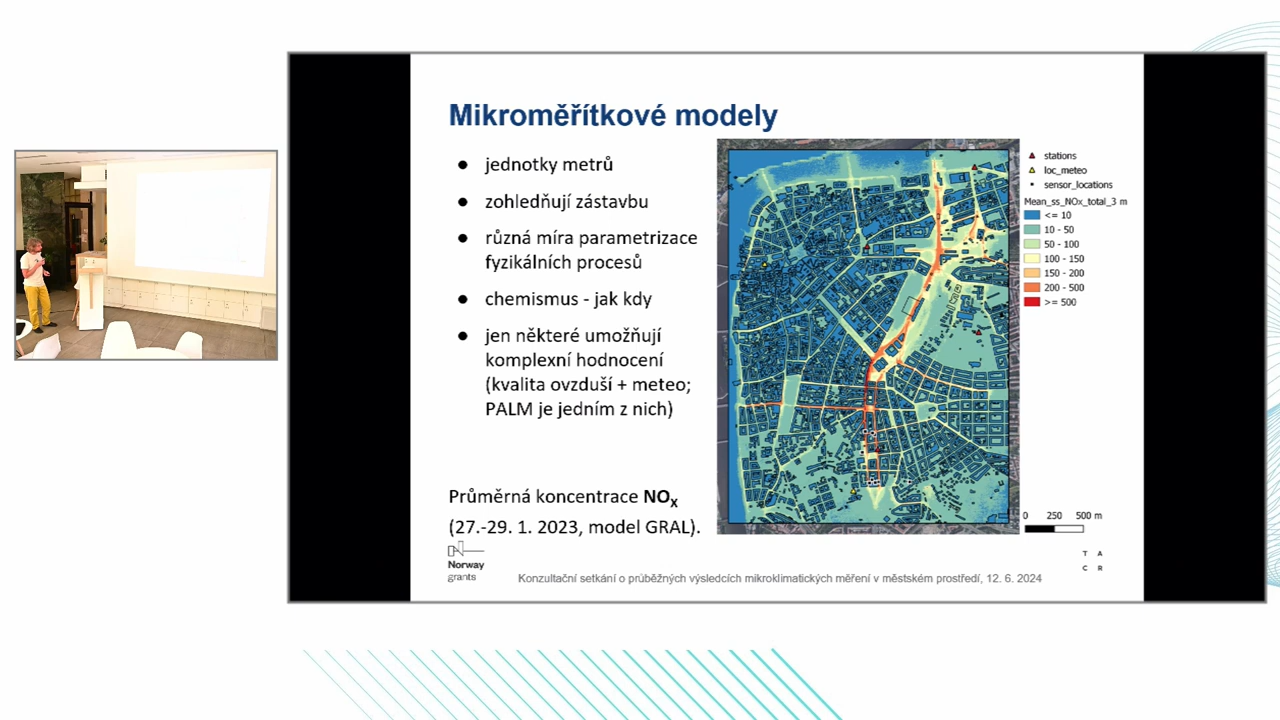 Mikroměřítkové modely
● jednotky metrů
● zohledňují zástavbu
● různá míra parametrizace
fyzikálních procesů
● chemismus - jak kdy
● jen některé umožňují
komplexní hodnocení
(kvalita ovzduší + meteo;
PALM je jedním z nich)
Průměrná koncentrace NOX
(27.-29. 1. 2023, model GRAL).
stations
loc_meteo
sensor_locations
Mean_ss_NOx_total_3 m
<= 10
10 - 50
50 - 100
100 - 150
150 - 200
200 - 500
>= 500
0 250 500 m
Norway
grants
Konzultační setkání o průběžných výsledcích mikroklimatických měření v městském prostředí, 12. 6. 2024
T A
C R